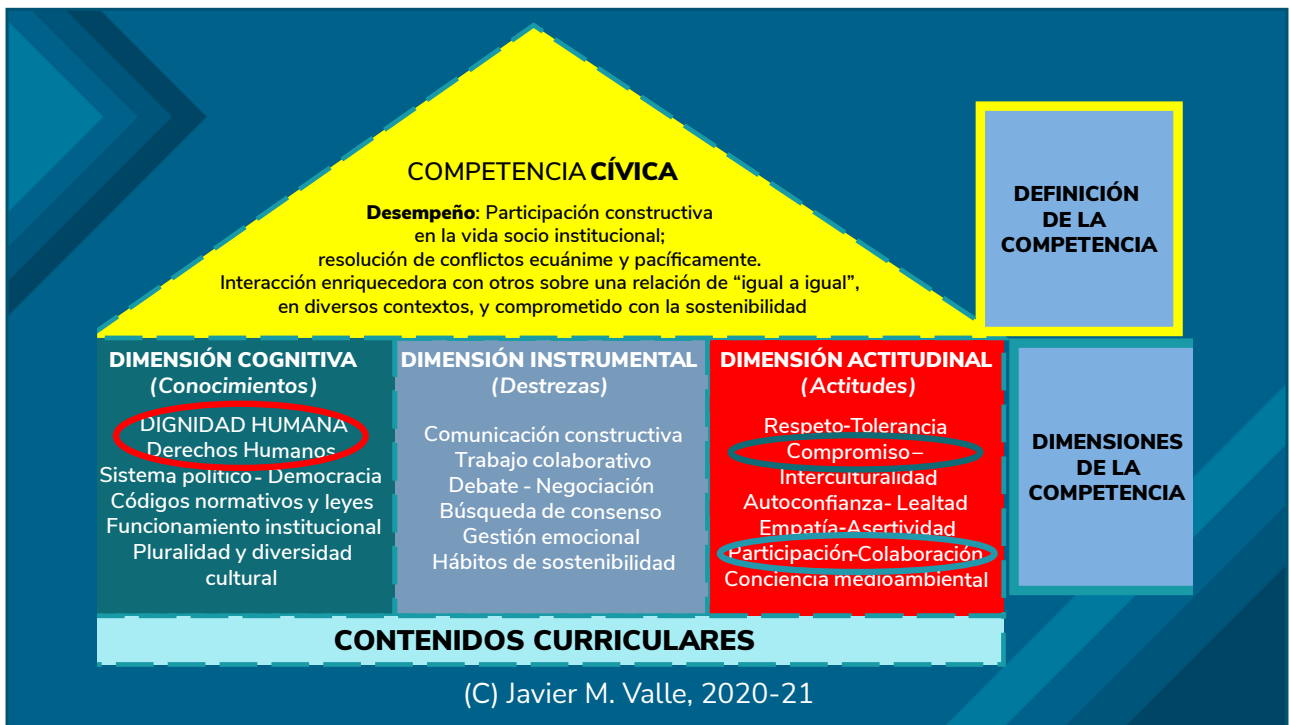 COMPETENCIA CÍVICA
Desempeño: Participación constructiva
en la vida socio institucional;
resolución de conflictos ecuánime y pacíficamente.
Interacción enriquecedora con otros sobre una relación de “igual a igual”,
en diversos contextos, y comprometido con la sostenibilidad
DEFINICIÓN
DE LA
COMPETENCIA
DIMENSIÓN COGNITIVA
(Conocimientos)
DIGNIDAD HUMANA
Derechos Humanos
Sistema político - Democracia
Códigos normativos y leyes
Funcionamiento institucional
Pluralidad y diversidad
cultural
DIMENSIÓN INSTRUMENTAL
(Destrezas)
Comunicación constructiva
Trabajo colaborativo
Debate - Negociación
Búsqueda de consenso
Gestión emocional
Hábitos de sostenibilidad
DIMENSIÓN ACTITUDINAL
(Actitudes)
Respeto-Tolerancia
Compromiso–
Interculturalidad
Autoconfianza- Lealtad
Empatía-Asertividad
Participación-Colaboración
Conciencia medioambiental
DIMENSIONES
DE LA
COMPETENCIA
CONTENIDOS CURRICULARES
(C) Javier M. Valle, 2020-21